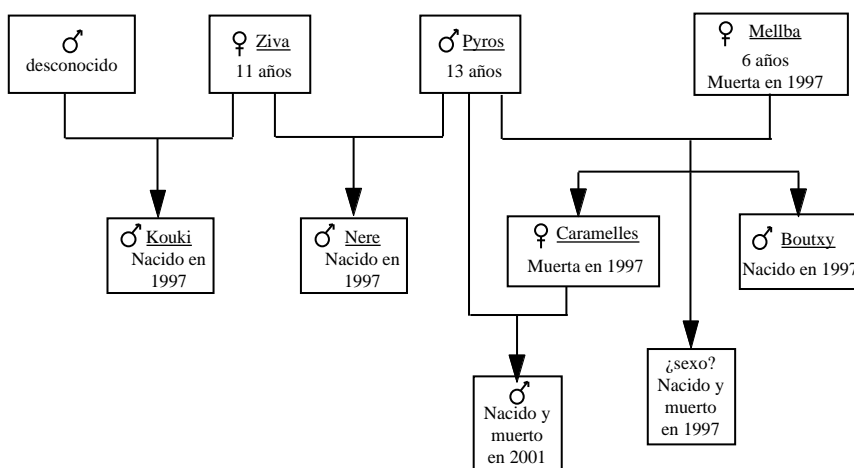 ♂
desconocido
♀ Ziva
11 años
♂ Pyros
13 años
♀ Mellba
6 años
Muerta en 1997
♂ Kouki
Nacido en
1997
♂ Nere
Nacido en
1997
♀ Caramelles
Muerta en 1997
♂ Boutxy
Nacido en 1997
♂
Nacido y
muerto
en 2001
¿sexo?
Nacido y
muerto
en 1997